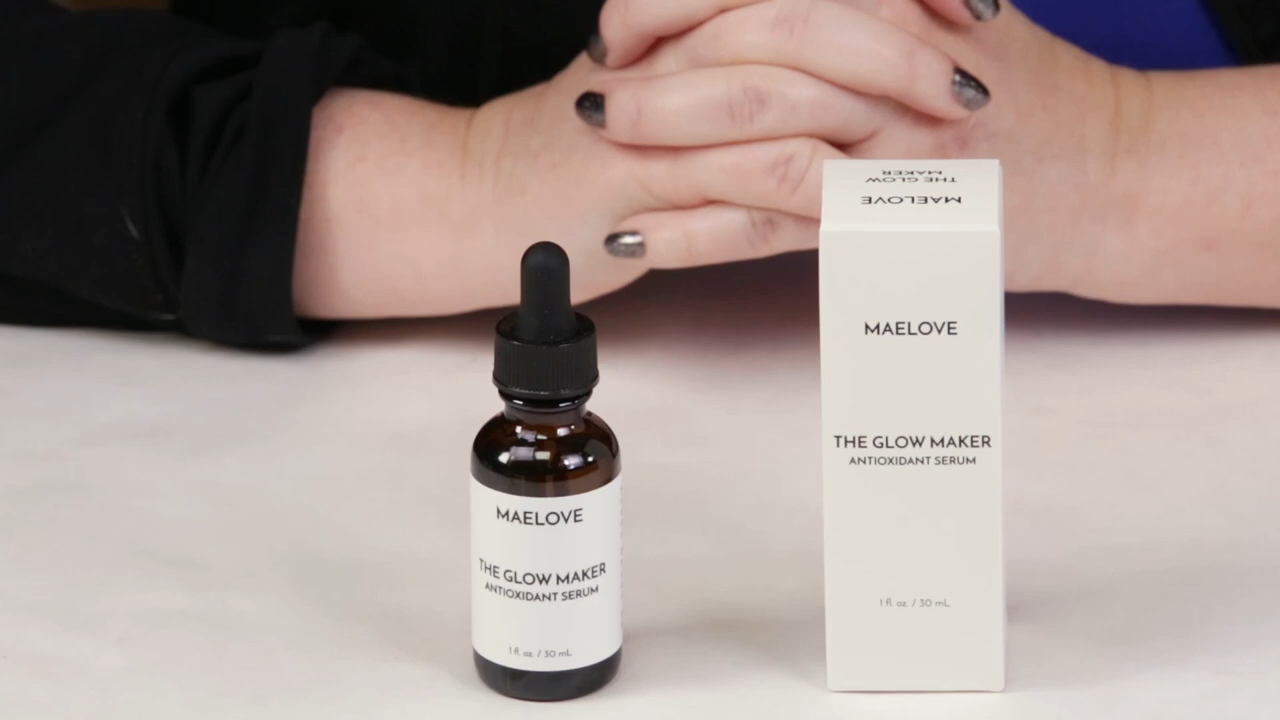 MAELOVE
THE GLOW MAKER
ANTIOXIDANT SERUM
1 fl. oz. / 30 mL
THE GLOW
MAKER
MAELOVE
MAELOVE
THE GLOW MAKER
ANTIOXIDANT SERUM
1 fl. oz. / 30 mL